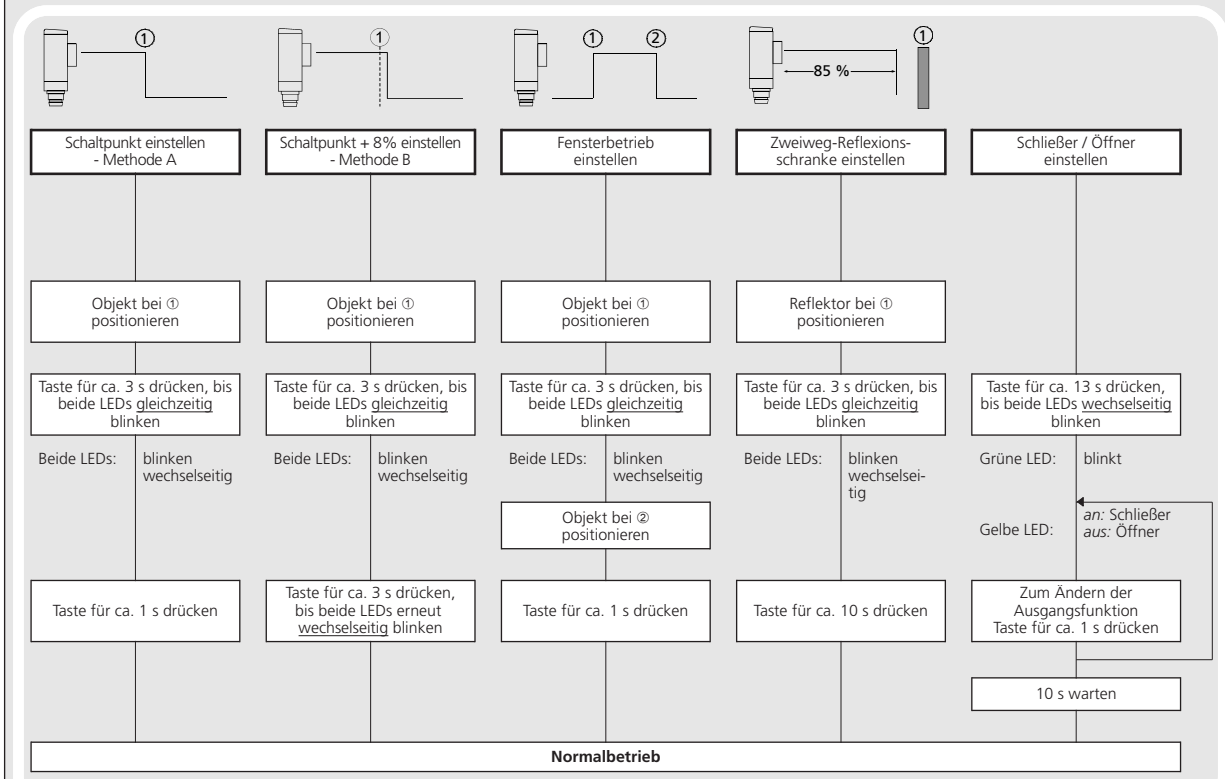 ①
①
①
②
①
85 %
Schaltpunkt einstellen
- Methode A
Schaltpunkt + 8% einstellen
- Methode B
Fensterbetrieb
einstellen
Zweiweg-Reflexions-
schranke einstellen
Schließer / Öffner
einstellen
Objekt bei ①
positionieren
Objekt bei ①
positionieren
Objekt bei ①
positionieren
Reflektor bei ①
positionieren
Taste für ca. 3 s drücken, bis
beide LEDs gleichzeitig
blinken
Taste für ca. 3 s drücken, bis
beide LEDs gleichzeitig
blinken
Taste für ca. 3 s drücken, bis
beide LEDs gleichzeitig
blinken
Taste für ca. 3 s drücken, bis
beide LEDs gleichzeitig
blinken
Taste für ca. 13 s drücken,
bis beide LEDs wechselseitig
blinken
Beide LEDs: blinken
wechselseitig
Beide LEDs: blinken
wechselseitig
Beide LEDs: blinken
wechselseitig
Beide LEDs: blinken
wechselsei-
tig
Grüne LED: blinkt
Objekt bei ②
positionieren
an: Schließer
Gelbe LED: aus: Öffner
Taste für ca. 1 s drücken
Taste für ca. 3 s drücken,
bis beide LEDs erneut
wechselseitig blinken
Taste für ca. 1 s drücken
Taste für ca. 10 s drücken
Zum Ändern der
Ausgangsfunktion
Taste für ca. 1 s drücken
10 s warten
Normalbetrieb